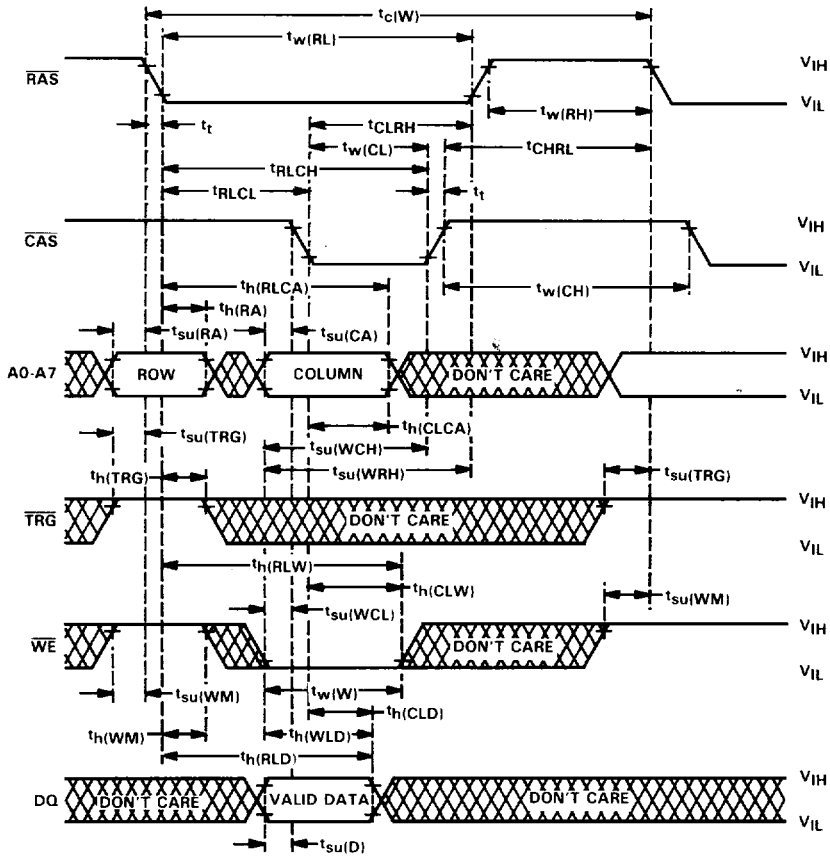 tc(W)
tw(RL)
RAS
VIH
VIL
tw(RH)
tt
tCLRH
tw(CL)
tCHRL
tRLCH
tRLCL
tt
CAS
VIH
VIL
th(RLCA)
tw(CH)
th(RA)
tsu(RA)
tsu(CA)
A0-A7
ROW
COLUMN
DON'T CARE
VIH
VIL
th(CLCA)
tsu(TRG)
tsu(WCH)
th(TRG)
tsu(WRH)
tsu(TRG)
TRG
DON'T CARE
VIH
VIL
th(RLW)
th(CLW)
tsu(WCL)
tsu(WM)
WE
DON'T CARE
VIH
VIL
tw(W)
tsu(WM)
th(CLD)
th(WM)
th(WLD)
th(RLD)
DQ
DON'T CARE
VALID DATA
DON'T CARE
VIH
VIL
tsu(D)